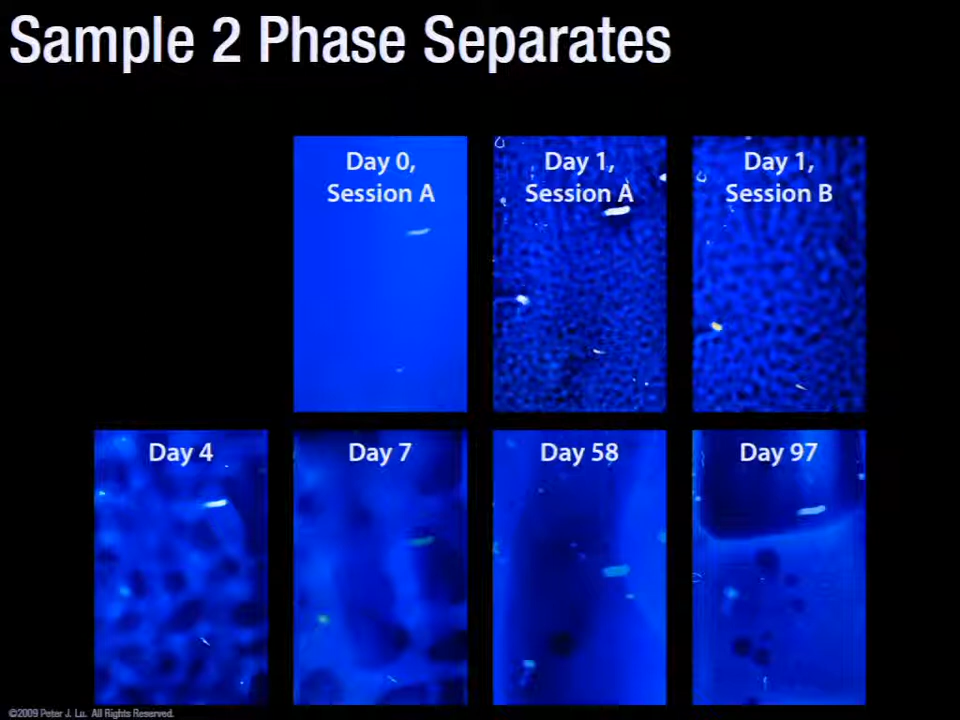 Sample 2 Phase Separates
Day 0,
Session A
Day 1,
Session A
Day 1,
Session B
Day 4
Day 7
Day 58
Day 97
©2009 Peter J. Lu. All Rights Reserved.